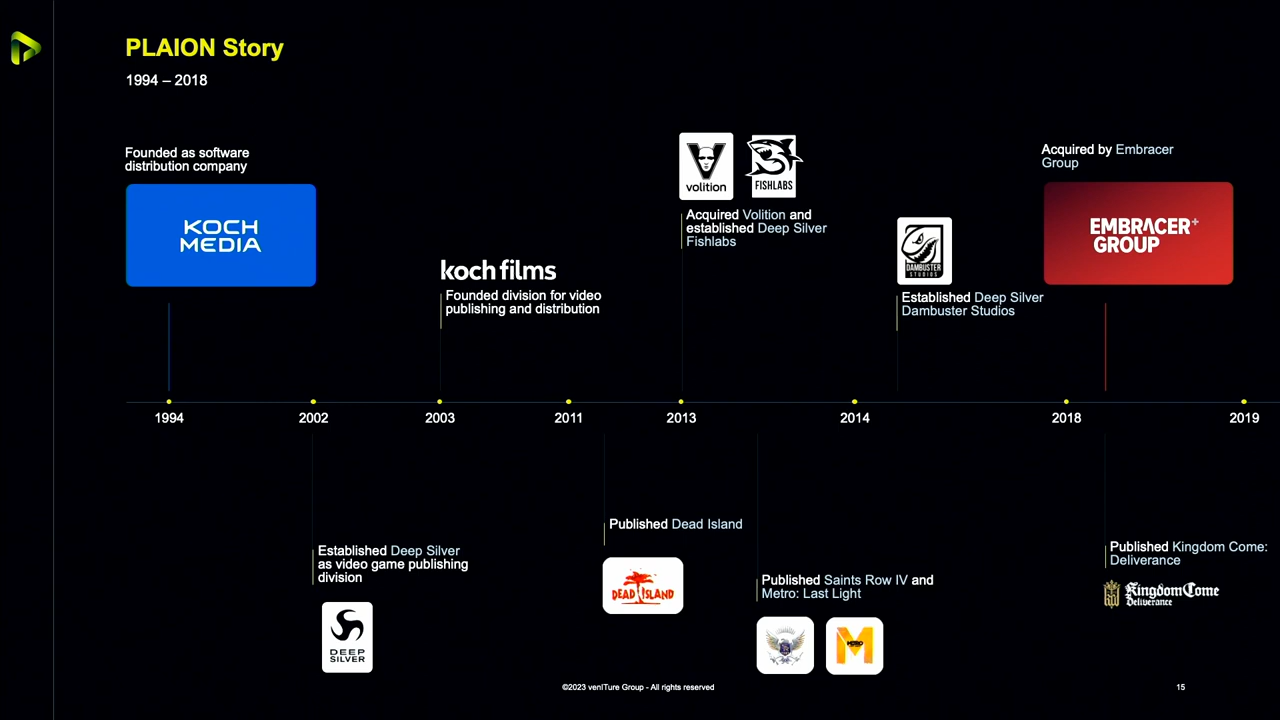 PLAION Story
1994 – 2018
Founded as software
distribution company
KOCH
MEDIA
koch films
Founded division for video
publishing and distribution
volition
FISHLABS
Acquired Volition and
established Deep Silver
Fishlabs
DAMBUSTER
STUDIOS
Established Deep Silver
Dambuster Studios
Acquired by Embracer
Group
EMBRACER+
GROUP
1994
2002
2003
2011
2013
2014
2018
2019
Established Deep Silver
as video game publishing
division
DEEP
SILVER
Published Dead Island
DEAD ISLAND
Published Saints Row IV and
Metro: Last Light
METRO
Published Kingdom Come:
Deliverance
Kingdom Come
Deliverance
©2023 venITure Group - All rights reserved
15